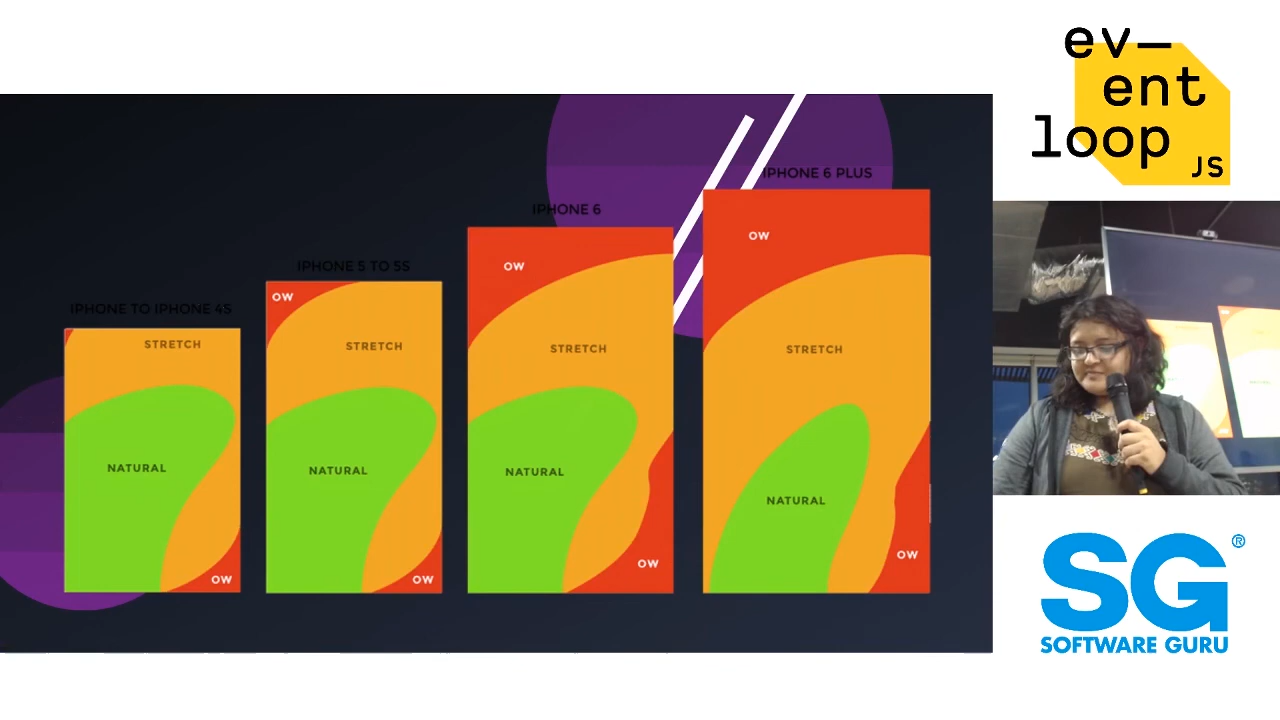 ev—
ent
loop
JS
IPHONE TO IPHONE 4S
STRETCH
NATURAL
OW
IPHONE 5 TO 5S
OW
STRETCH
NATURAL
OW
IPHONE 6
OW
STRETCH
NATURAL
OW
IPHONE 6 PLUS
OW
STRETCH
NATURAL
OW
SG®
SOFTWARE GURU